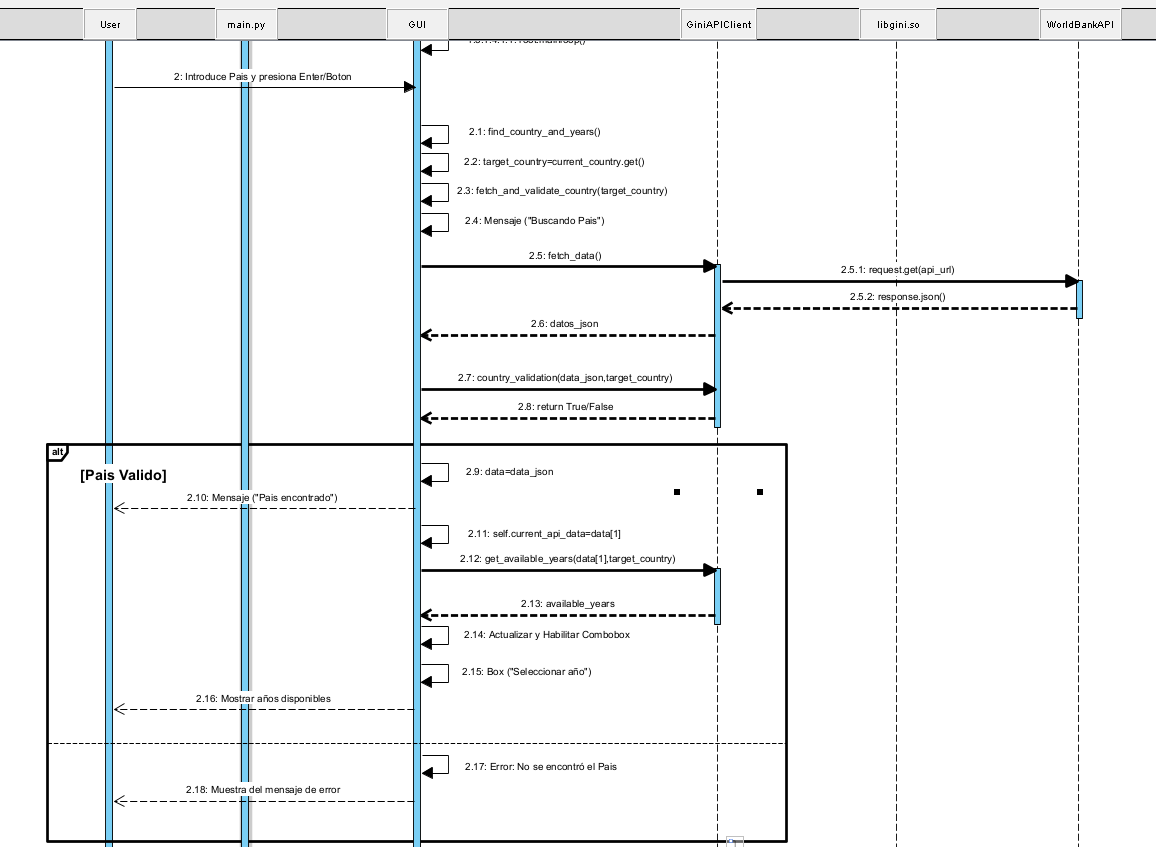 User
main.py
GUI
GiniAPIClient
libgini.so
WorldBankAPI
2: Introduce Pais y presiona Enter/Boton
2.1: find_country_and_years()
2.2: target_country=current_country.get()
2.3: fetch_and_validate_country(target_country)
2.4: Mensaje ("Buscando Pais")
2.5: fetch_data()
2.5.1: request.get(api_url)
2.5.2: response.json()
2.6: datos_json
2.7: country_validation(data_json,target_country)
2.8: return True/False
alt
[Pais Valido]
2.9: data=data_json
2.10: Mensaje ("Pais encontrado")
2.11: self.current_api_data=data[1]
2.12: get_available_years(data[1],target_country)
2.13: available_years
2.14: Actualizar y Habilitar Combobox
2.15: Box ("Seleccionar año")
2.16: Mostrar años disponibles
2.17: Error: No se encontró el Pais
2.18: Muestra del mensaje de error